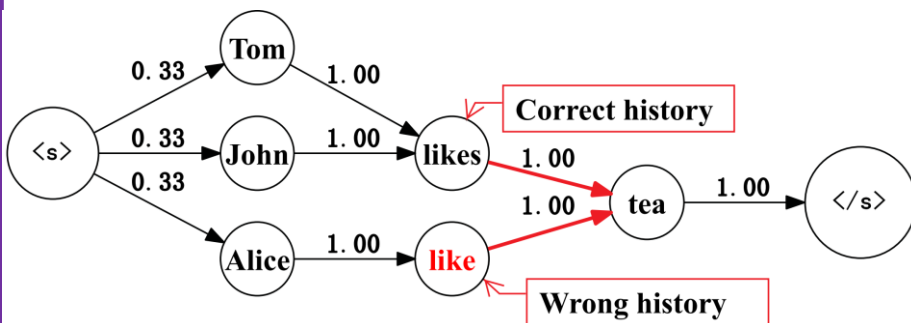 Tom
0.33
1.00
Correct history
<s>
0.33
John
1.00
likes
1.00
0.33
1.00
tea
1.00
</s>
Alice
1.00
like
Wrong history